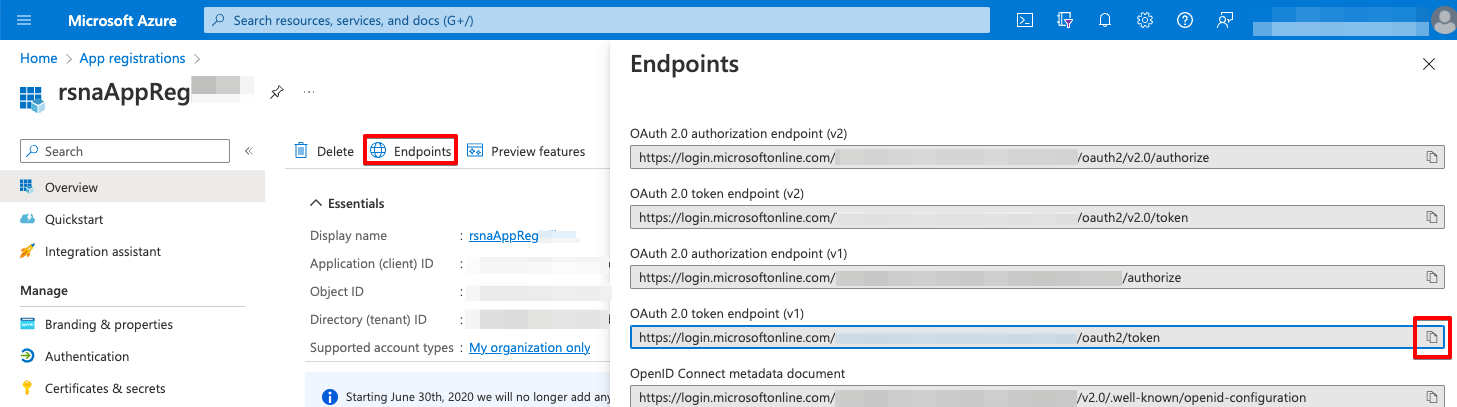 Microsoft Azure
Search resources, services, and docs (G+/)
Home > App registrations >
rsnaAppReg
...
Search
«
Overview
Quickstart
Integration assistant
Manage
Branding & properties
Authentication
Certificates & secrets
Delete
Endpoints
Preview features
Essentials
Display name : rsnaAppReg
Application (client) ID :
Object ID :
Directory (tenant) ID :
Supported account types : My organization only
Starting June 30th, 2020 we will no longer add any
Endpoints
OAuth 2.0 authorization endpoint (v2)
https://login.microsoftonline.com/ /oauth2/v2.0/authorize
OAuth 2.0 token endpoint (v2)
https://login.microsoftonline.com/ /oauth2/v2.0/token
OAuth 2.0 authorization endpoint (v1)
https://login.microsoftonline.com/ /authorize
OAuth 2.0 token endpoint (v1)
https://login.microsoftonline.com/ /oauth2/token
OpenID Connect metadata document
https://login.microsoftonline.com/ /v2.0/.well-known/openid-configuration